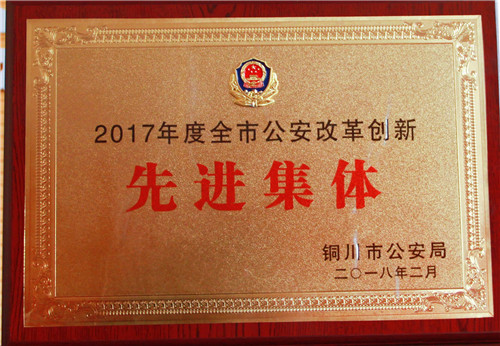 2017年度全市公安改革创新
先进集体
铜川市公安局
二〇一八年二月